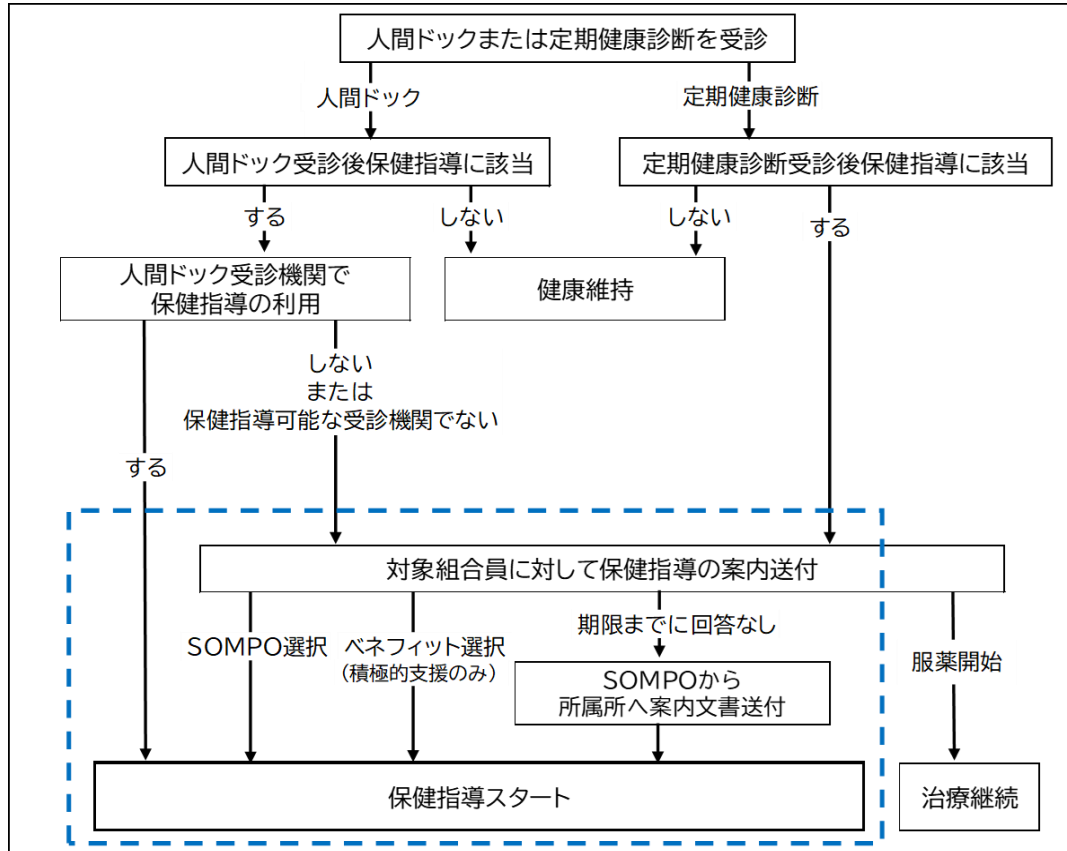 人間ドックまたは定期健康診断を受診
人間ドック
定期健康診断
人間ドック受診後保健指導に該当
定期健康診断受診後保健指導に該当
する
しない
しない
する
人間ドック受診機関で
保健指導の利用
健康維持
しない
または
保健指導可能な受診機関でない
する
対象組合員に対して保健指導の案内送付
SOMPO選択
ベネフィット選択
(積極的支援のみ)
期限までに回答なし
服薬開始
SOMPOから
所属所へ案内文書送付
保健指導スタート
治療継続